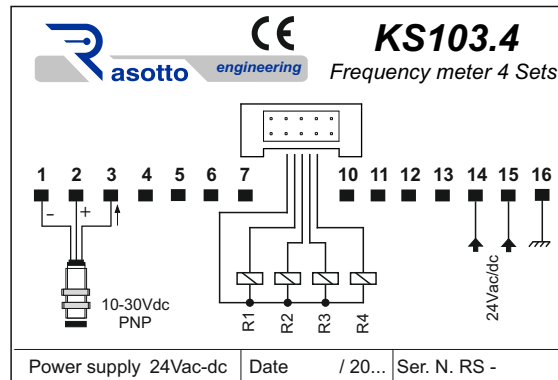 Rasotto engineering
CE
KS103.4
Frequency meter 4 Sets
1 2 3 4 5 6 7 10 11 12 13 14 15 16
- +
10-30Vdc
PNP
R1 R2 R3 R4
24Vac/dc
Power supply 24Vac-dc Date / 20... Ser. N. RS -